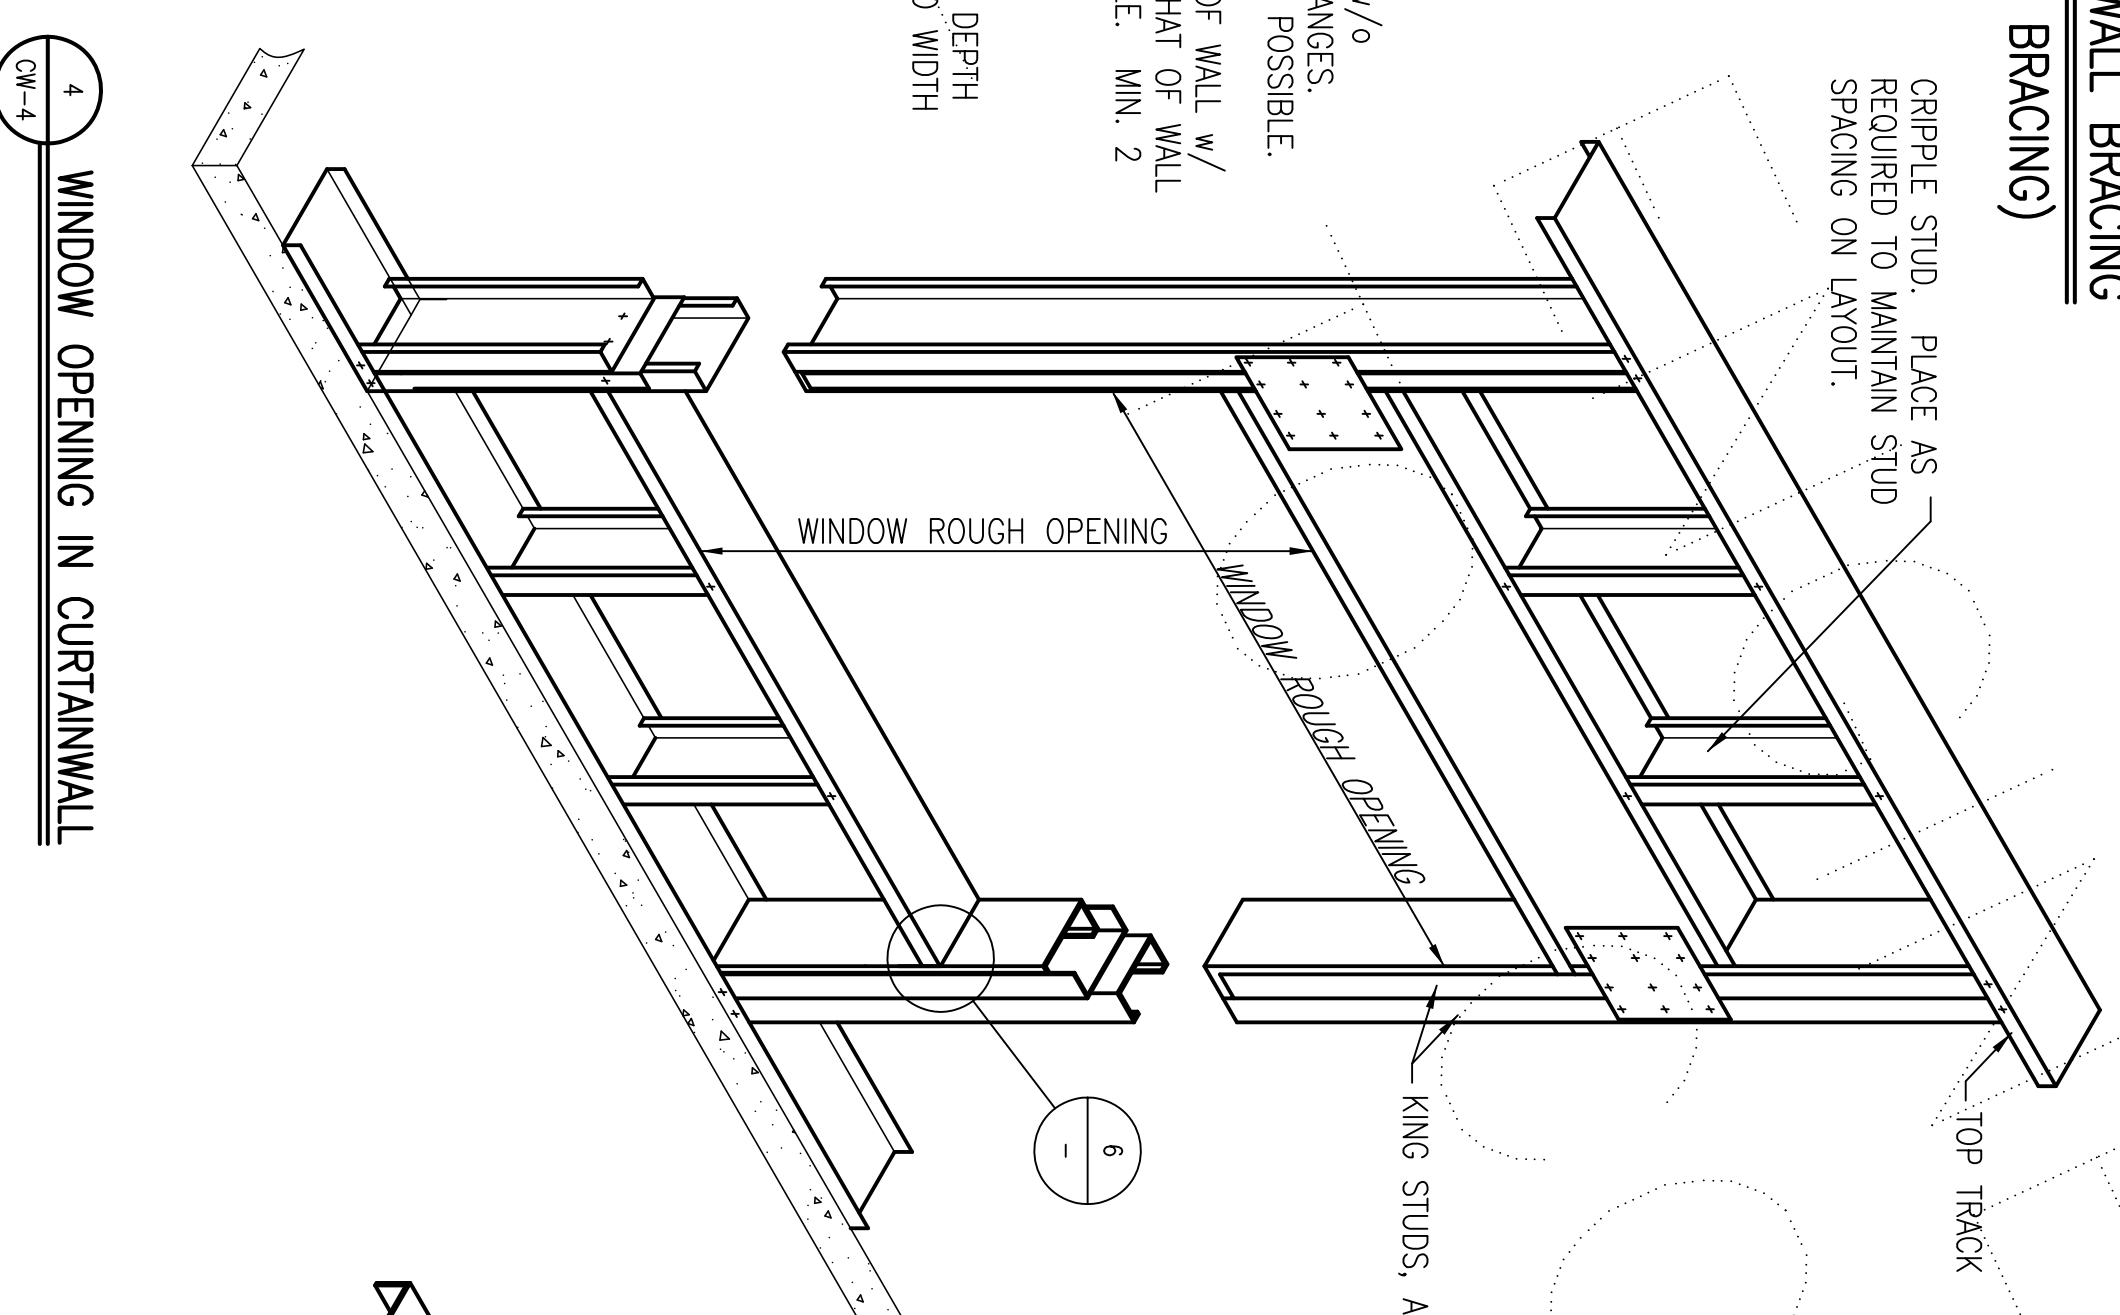 WALL BRACING
BRACING)
CRIPPLE STUD. PLACE AS
REQUIRED TO MAINTAIN STUD
SPACING ON LAYOUT.
w/o
ANGES.
POSSIBLE.
OF WALL w/
HAT OF WALL
E. MIN. 2
DEPTH
O WIDTH
WINDOW ROUGH OPENING
WINDOW ROUGH OPENING
TOP TRACK
KING STUDS, A
6
-
4
CW-4
WINDOW OPENING IN CURTAINWALL